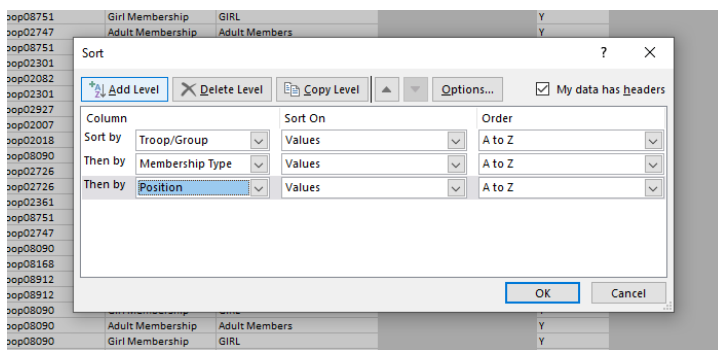 oop08751 Girl Membership GIRL Y
oop02747 Adult Membership Adult Members Y
oop08751
oop02301
oop02082
oop02301
oop02927
oop02007
oop02018
oop08090
oop02726
oop02726
oop02361
oop08751
oop02747
oop08090
oop08168
oop08912
oop08912
Sort ? X
Add Level Delete Level Copy Level Options... My data has headers
Column Sort On Order
Sort by Troop/Group Values A to Z
Then by Membership Type Values A to Z
Then by Position Values A to Z
OK Cancel
oop08090
oop08090 Adult Membership Adult Members Y
oop08090 Girl Membership GIRL Y